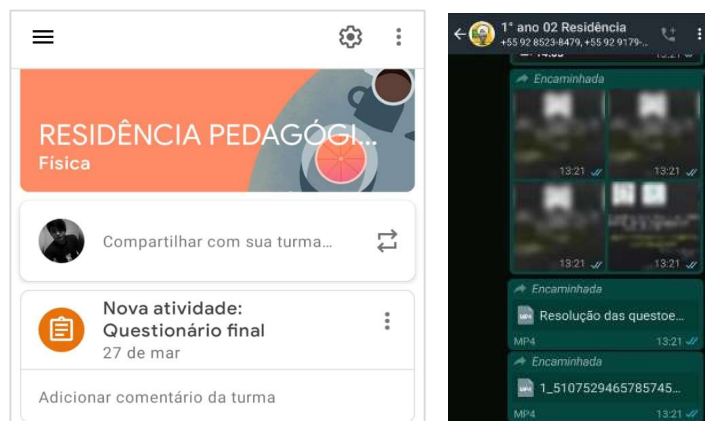 RESIDÊNCIA PEDAGÓGI...
Física
Compartilhar com sua turma...
Nova atividade:
Questionário final
27 de mar
Adicionar comentário da turma
1° ano 02 Residência
+55 92 8523-8479, +55 92 9179-...
Encaminhada
13:21
13:21
13:21
13:21
Encaminhada
Resolução das questoe...
MP4
13:21
Encaminhada
1_5107529465785745...
MP4
13:21